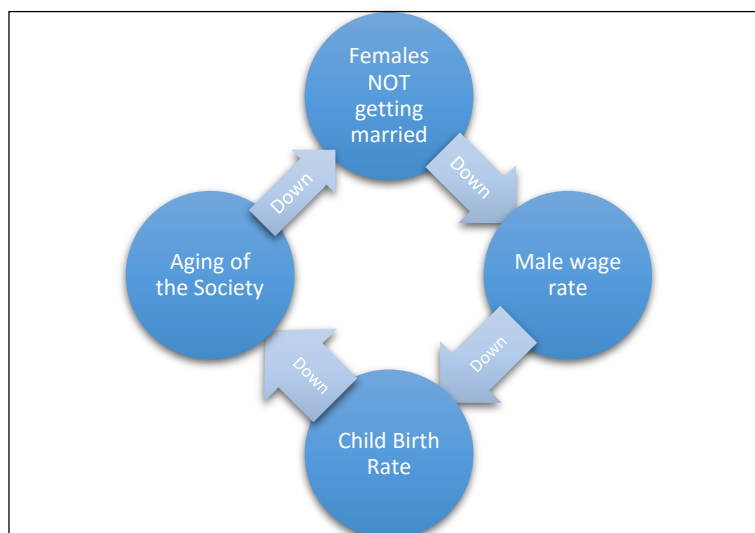 Females
NOT
getting
married
Down
Male wage
rate
Down
Child Birth
Rate
Down
Aging of
the Society
Down